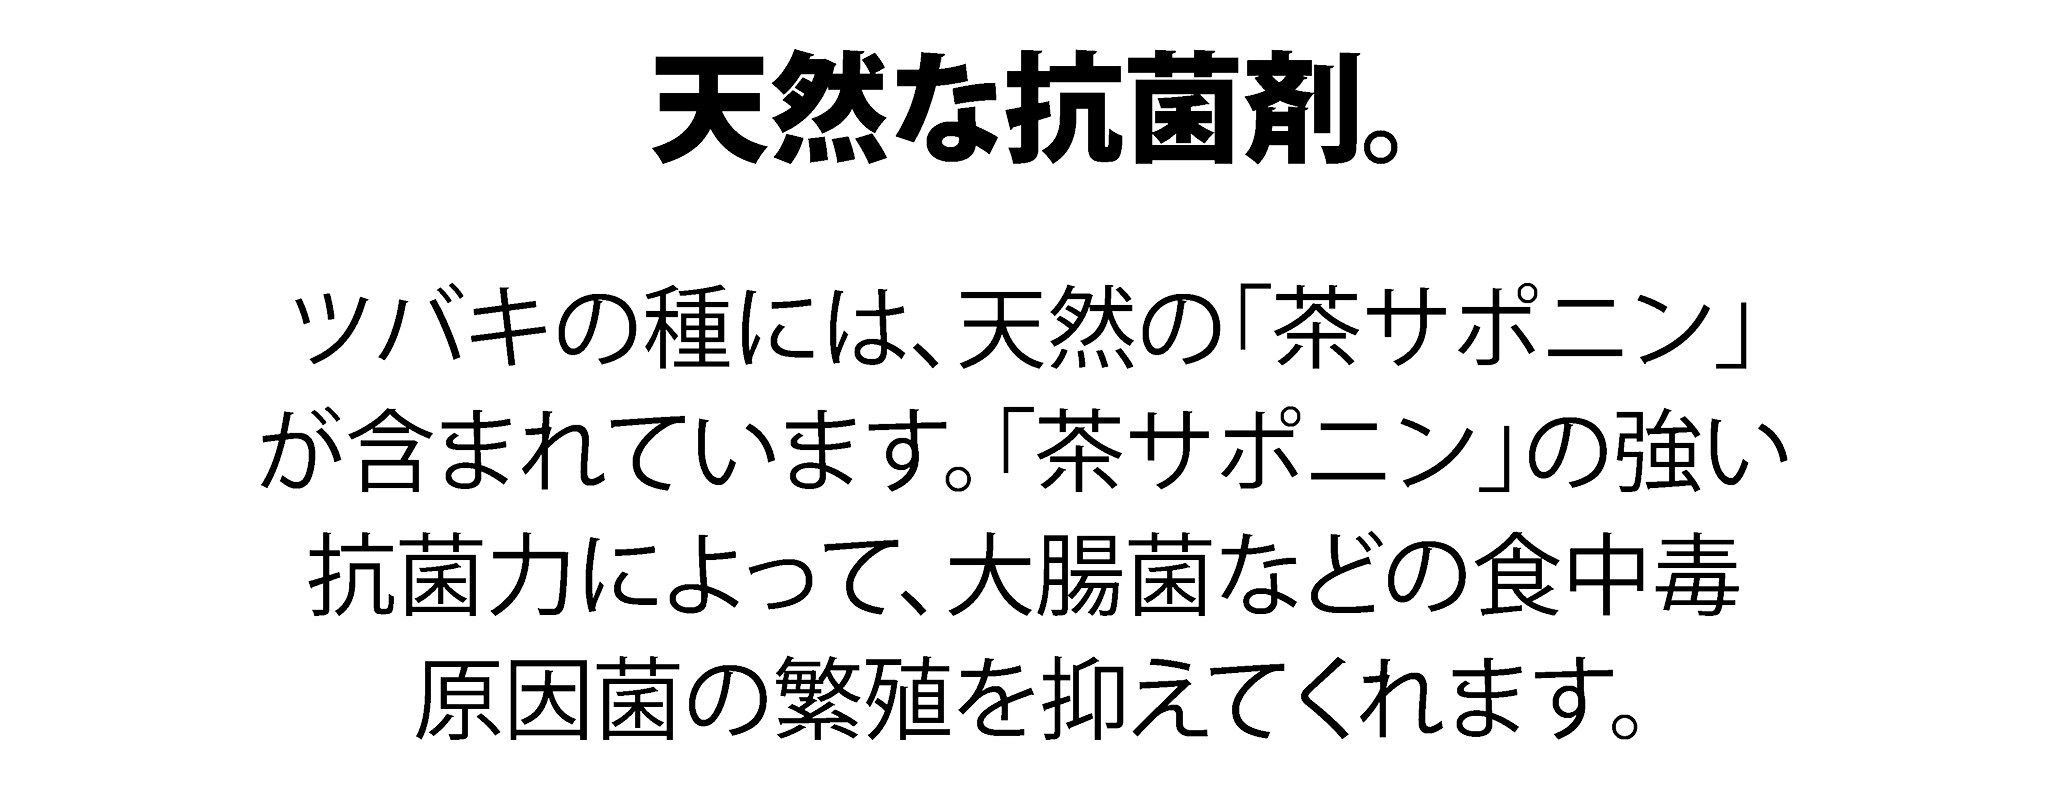 天然な抗菌剤。
ツバキの種には、天然の「茶サポニン」
が含まれています。「茶サポニン」の強い
抗菌力によって、大腸菌などの食中毒
原因菌の繁殖を抑えてくれます。